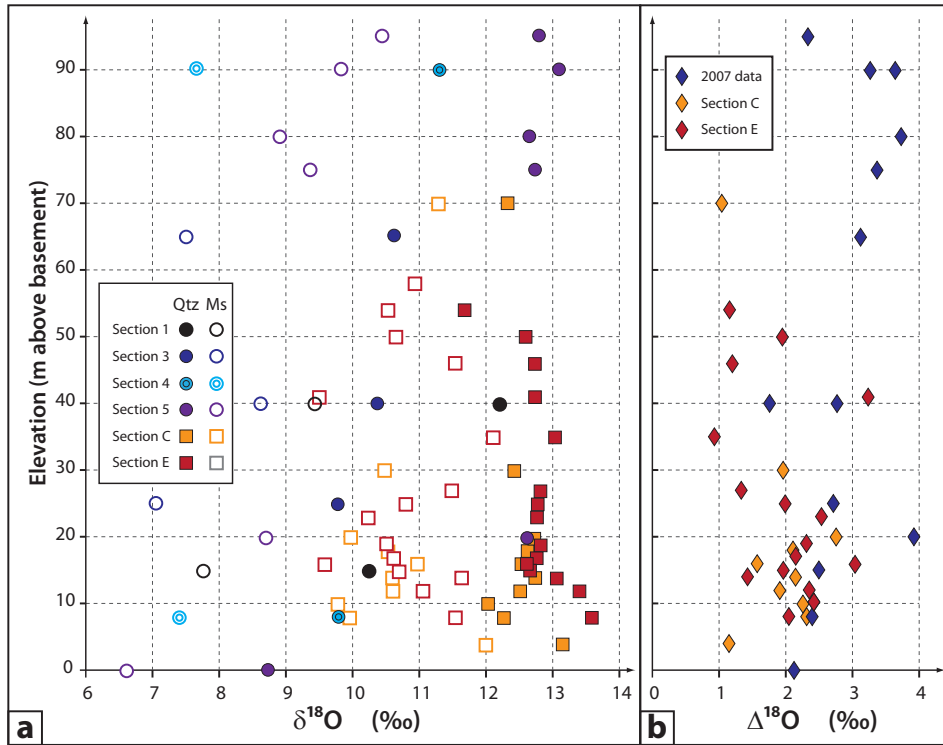 Elevation (m above basement)
90
80
70
60
50
40
30
20
10
0
Qtz Ms
Section 1
Section 3
Section 4
Section 5
Section C
Section E
6 7 8 9 10 11 12 13 14
a δ¹⁸O (‰)
2007 data
Section C
Section E
0 1 2 3 4
b Δ¹⁸O (‰)